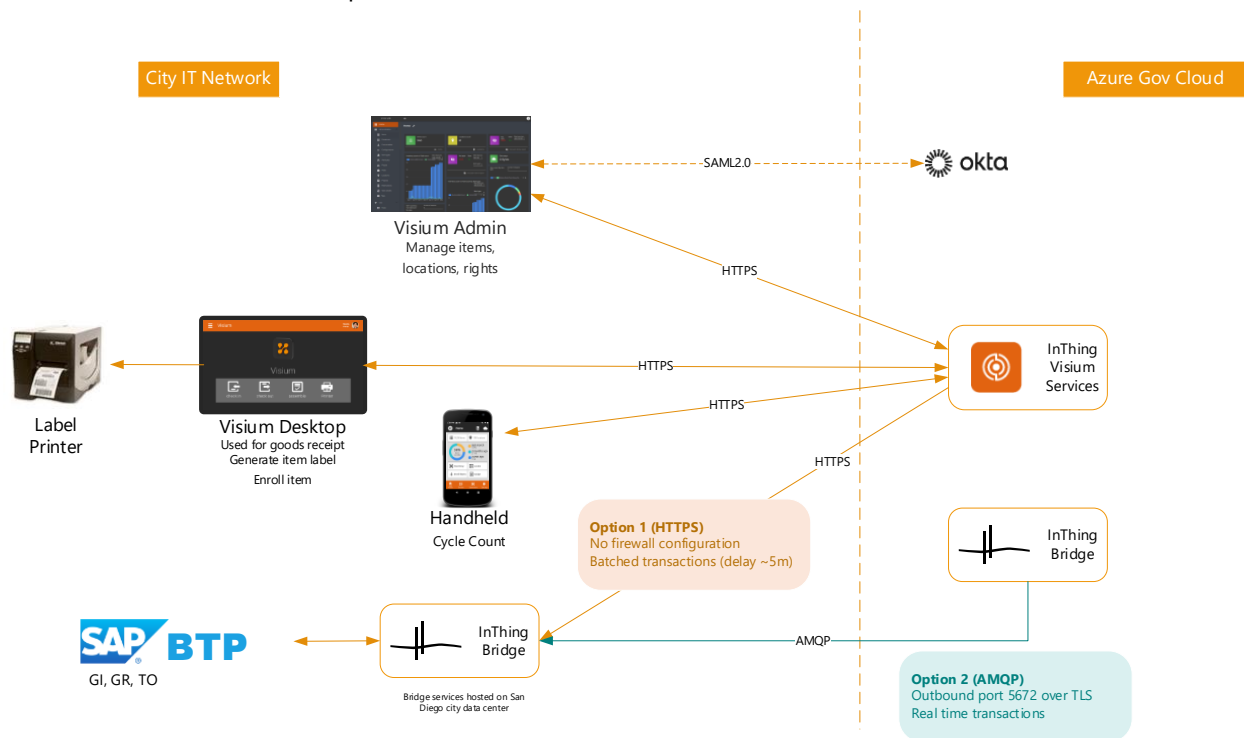 City IT Network
Azure Gov Cloud
SAML2.0
okta
Visium Admin
Manage items,
locations, rights
HTTPS
Visium
Visium
HTTPS
InThing
Visium
Services
HTTPS
Label
Printer
Visium Desktop
Used for goods receipt
Generate item label
Enroll item
HTTPS
Handheld
Cycle Count
Option 1 (HTTPS)
No firewall configuration
Batched transactions (delay ~5m)
InThing
Bridge
SAP BTP
GI, GR, TO
InThing
Bridge
AMQP
Bridge services hosted on San
Diego city data center
Option 2 (AMQP)
Outbound port 5672 over TLS
Real time transactions